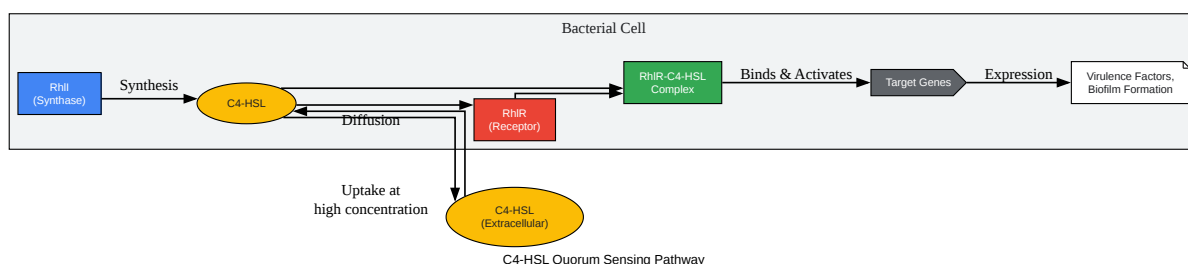 Bacterial Cell
RhlI
(Synthase)
Synthesis
C4-HSL
Diffusion
RhlR
(Receptor)
RhlR-C4-HSL
Complex
Binds & Activates
Target Genes
Expression
Virulence Factors,
Biofilm Formation
Uptake at
high concentration
C4-HSL
(Extracellular)
C4-HSL Quorum Sensing Pathway